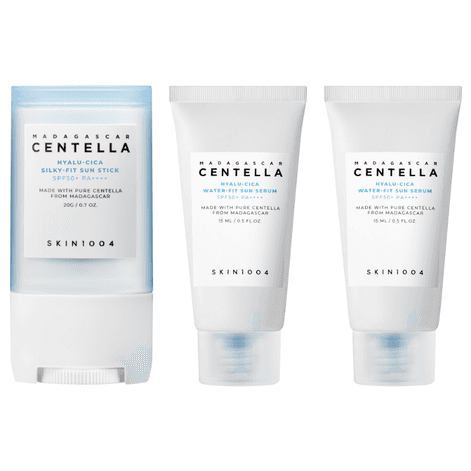 MADAGASCAR
CENTELLA
HYALU-CICA
SILKY-FIT SUN STICK
SPF50+ PA++++
MADE WITH PURE CENTELLA
FROM MADAGASCAR
20G / 0.7 OZ.
SKIN1004
MADAGASCAR
CENTELLA
HYALU-CICA
WATER-FIT SUN SERUM
SPF50+ PA++++
MADE WITH PURE CENTELLA
FROM MADAGASCAR
15 ML / 0.5 FL.OZ.
SKIN1004
MADAGASCAR
CENTELLA
HYALU-CICA
WATER-FIT SUN SERUM
SPF50+ PA++++
MADE WITH PURE CENTELLA
FROM MADAGASCAR
15 ML / 0.5 FL.OZ.
SKIN1004